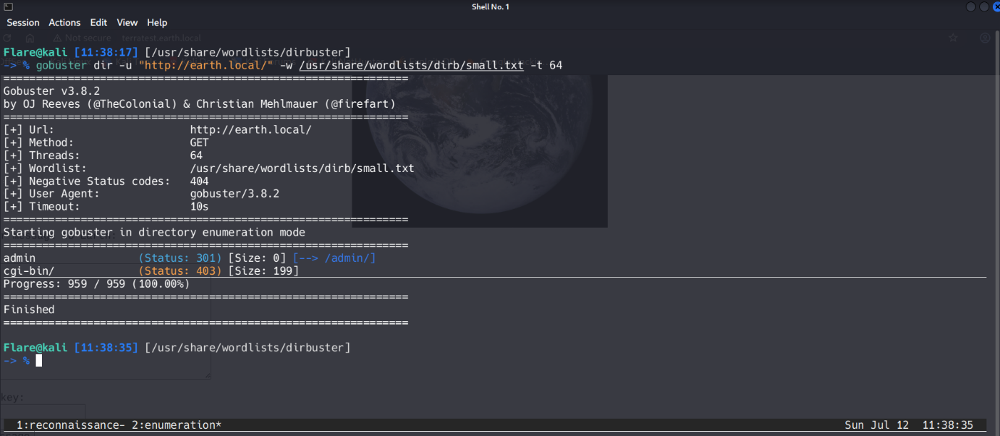 Shell No. 1
Session Actions Edit View Help
Not secure terratest.earth.local
Flare@kali [11:38:17] [/usr/share/wordlists/dirbuster]
-> % gobuster dir -u "http://earth.local/" -w /usr/share/wordlists/dirb/small.txt -t 64
===============================================================
Gobuster v3.8.2
by OJ Reeves (@TheColonial) & Christian Mehlmauer (@firefart)
===============================================================
[+] Url:                     http://earth.local/
[+] Method:                  GET
[+] Threads:                 64
[+] Wordlist:                /usr/share/wordlists/dirb/small.txt
[+] Negative Status codes:   404
[+] User Agent:              gobuster/3.8.2
[+] Timeout:                 10s
===============================================================
Starting gobuster in directory enumeration mode
===============================================================
admin                (Status: 301) [Size: 0] [--> /admin/]
cgi-bin/             (Status: 403) [Size: 199]
Progress: 959 / 959 (100.00%)
===============================================================
Finished
===============================================================
Flare@kali [11:38:35] [/usr/share/wordlists/dirbuster]
-> %
key:
1:reconnaissance- 2:enumeration* Sun Jul 12 11:38:35